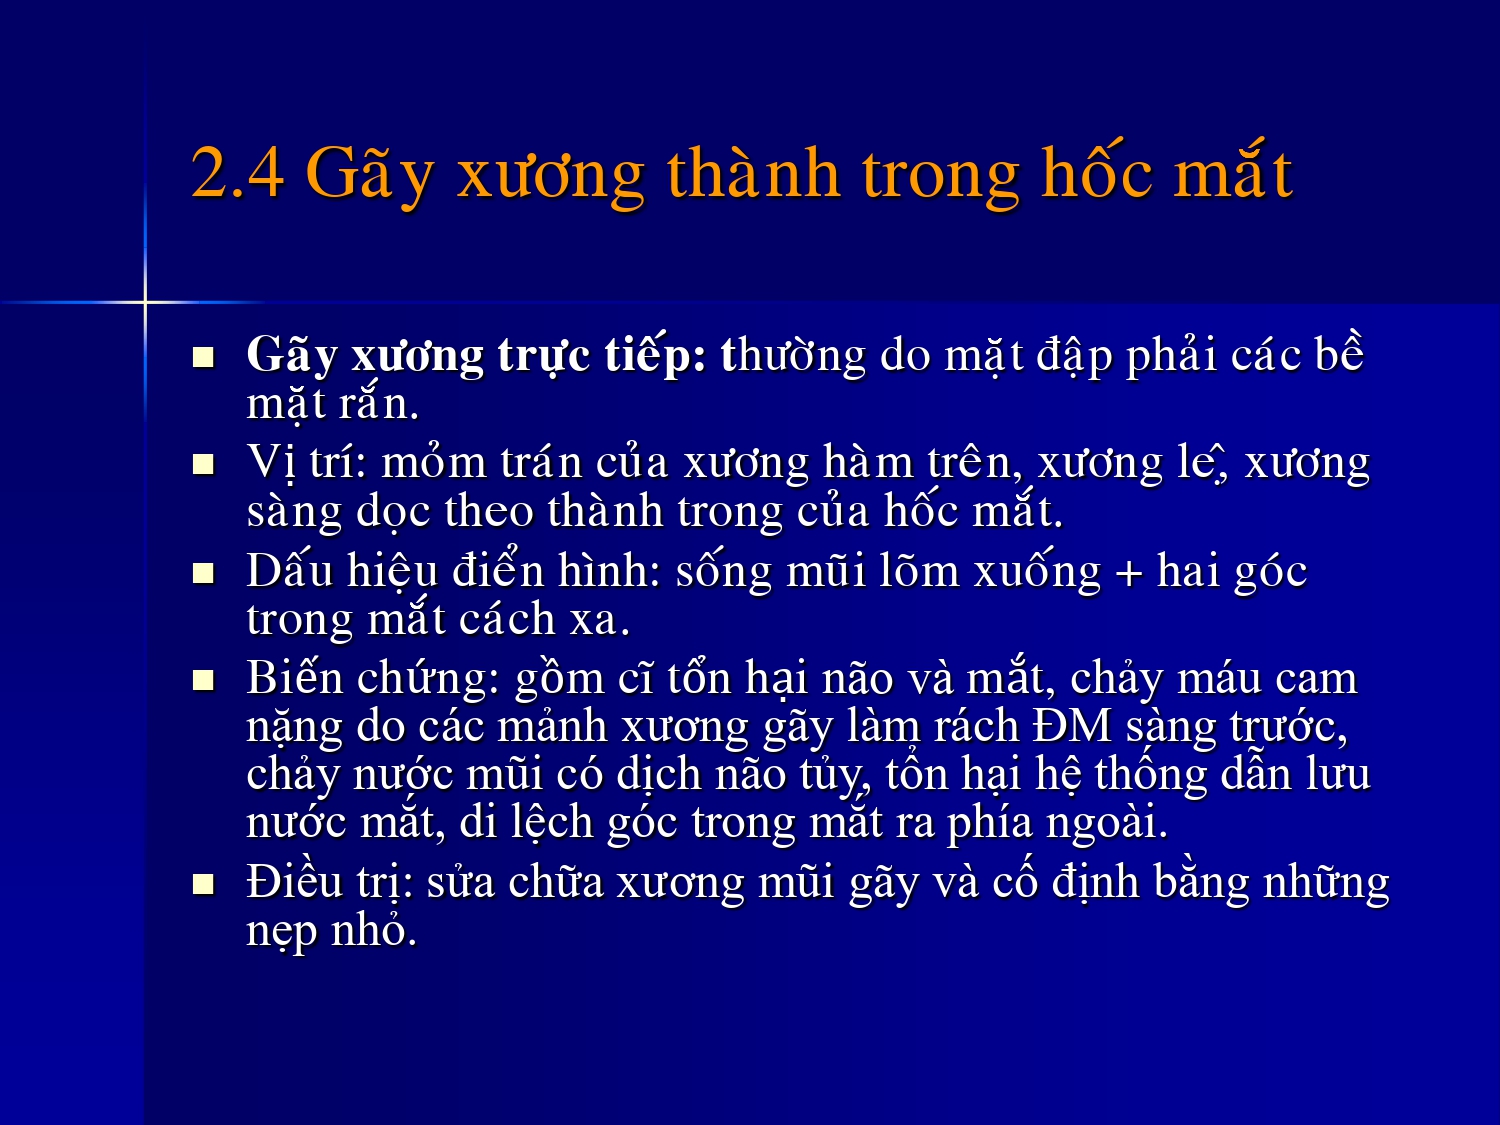 2.4 Gãy xương thành trong hốc mắt
Gãy xương trực tiếp: thường do mặt đập phải các bề
mặt rắn.
Vị trí: mỏm trán của xương hàm trên, xương lệ, xương
sàng dọc theo thành trong của hốc mắt.
Dấu hiệu điển hình: sống mũi lõm xuống + hai góc
trong mắt cách xa.
Biến chứng: gồm cĩ tổn hại não và mắt, chảy máu cam
nặng do các mảnh xương gãy làm rách ĐM sàng trước,
chảy nước mũi có dịch não tủy, tổn hại hệ thống dẫn lưu
nước mắt, di lệch góc trong mắt ra phía ngoài.
Điều trị: sửa chữa xương mũi gãy và cố định bằng những
nẹp nhỏ.